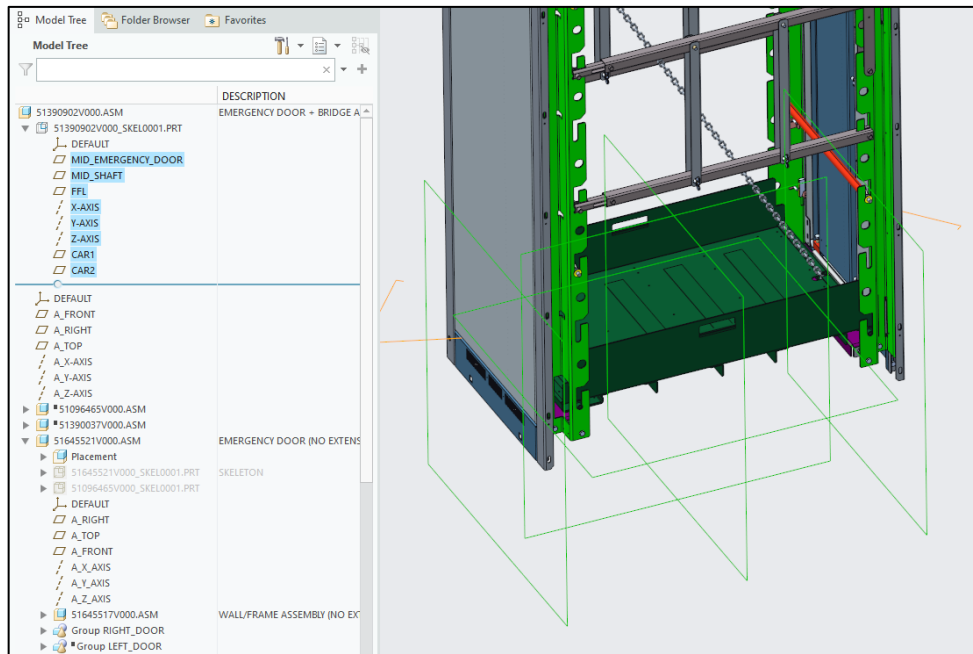 Model Tree Folder Browser Favorites
Model Tree
DESCRIPTION
51390902V000.ASM EMERGENCY DOOR + BRIDGE A
51390902V000_SKEL0001.PRT
DEFAULT
MID_EMERGENCY_DOOR
MID_SHAFT
FFL
X-AXIS
Y-AXIS
Z-AXIS
CAR1
CAR2
DEFAULT
A_FRONT
A_RIGHT
A_TOP
A_X-AXIS
A_Y-AXIS
A_Z-AXIS
51096465V000.ASM
51390037V000.ASM
51645521V000.ASM EMERGENCY DOOR (NO EXTENS
Placement
51645521V000_SKEL0001.PRT SKELETON
51096465V000_SKEL0001.PRT
DEFAULT
A_RIGHT
A_TOP
A_FRONT
A_X_AXIS
A_Y_AXIS
A_Z_AXIS
51645517V000.ASM WALL/FRAME ASSEMBLY (NO EXT
Group RIGHT_DOOR
Group LEFT_DOOR